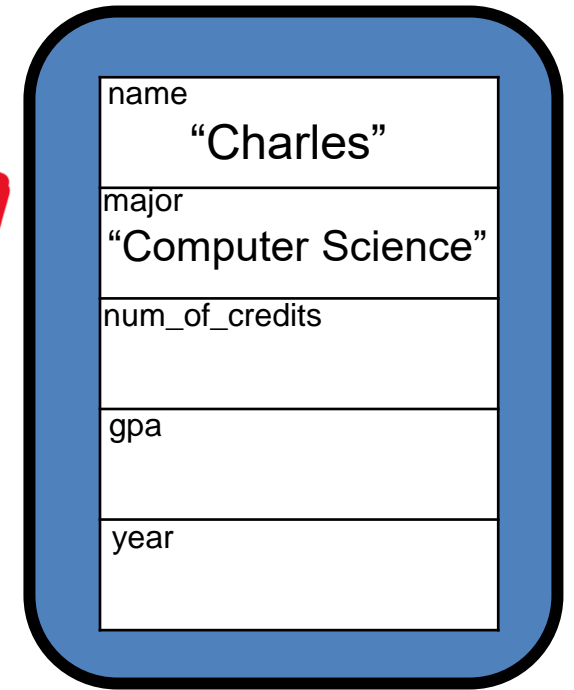 name
“Charles”
major
“Computer Science”
num_of_credits
gpa
year